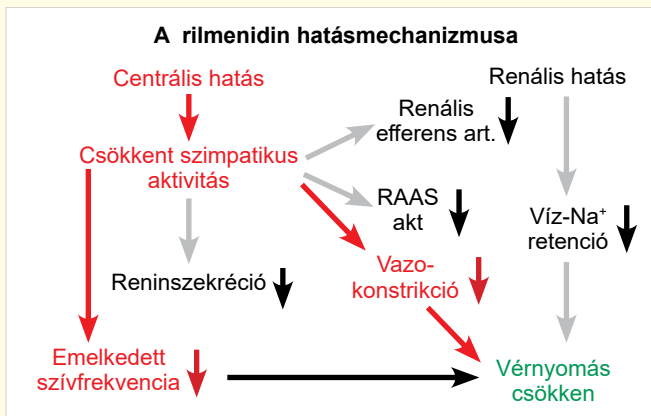 A rilmenidin hatásmechanizmusa
Centrális hatás
Renális hatás
Renális
efferens art.
Csökkent szimpatikus
aktivitás
RAAS
akt
Víz-Na⁺
retenció
Vazo-
konstrikció
Reninszekréció
Emelkedett
szívfrekvencia
Vérnyomás
csökken